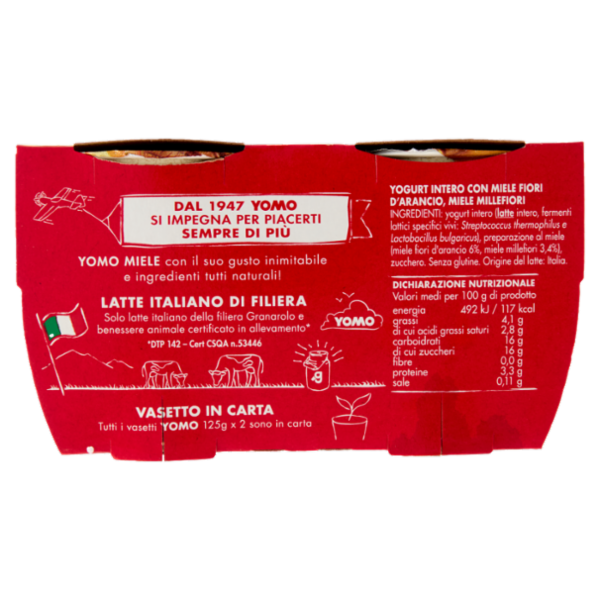 DAL 1947 YOMO
SI IMPEGNA PER PIACERTI
SEMPRE DI PIÙ
YOMO MIELE con il suo gusto inimitabile
e ingredienti tutti naturali!
LATTE ITALIANO DI FILIERA
Solo latte italiano della filiera Granarolo e
benessere animale certificato in allevamento*
*DTP 142 – Cert CSQA n.53446
YOMO
VASETTO IN CARTA
Tutti i vasetti YOMO 125g x 2 sono in carta
YOGURT INTERO CON MIELE FIORI
D'ARANCIO, MIELE MILLEFIORI
INGREDIENTI: yogurt intero (latte intero, fermenti
lattici specifici vivi: Streptococcus thermophilus e
Lactobacillus bulgaricus), preparazione al miele
(miele fiori d'arancio 6%, miele millefiori 3,4%),
zucchero. Senza glutine. Origine del latte: Italia.
DICHIARAZIONE NUTRIZIONALE
Valori medi per 100 g di prodotto
energia 492 kJ / 117 kcal
grassi 4,1 g
di cui acidi grassi saturi 2,8 g
carboidrati 16 g
di cui zuccheri 16 g
fibre 0,0 g
proteine 3,3 g
sale 0,11 g